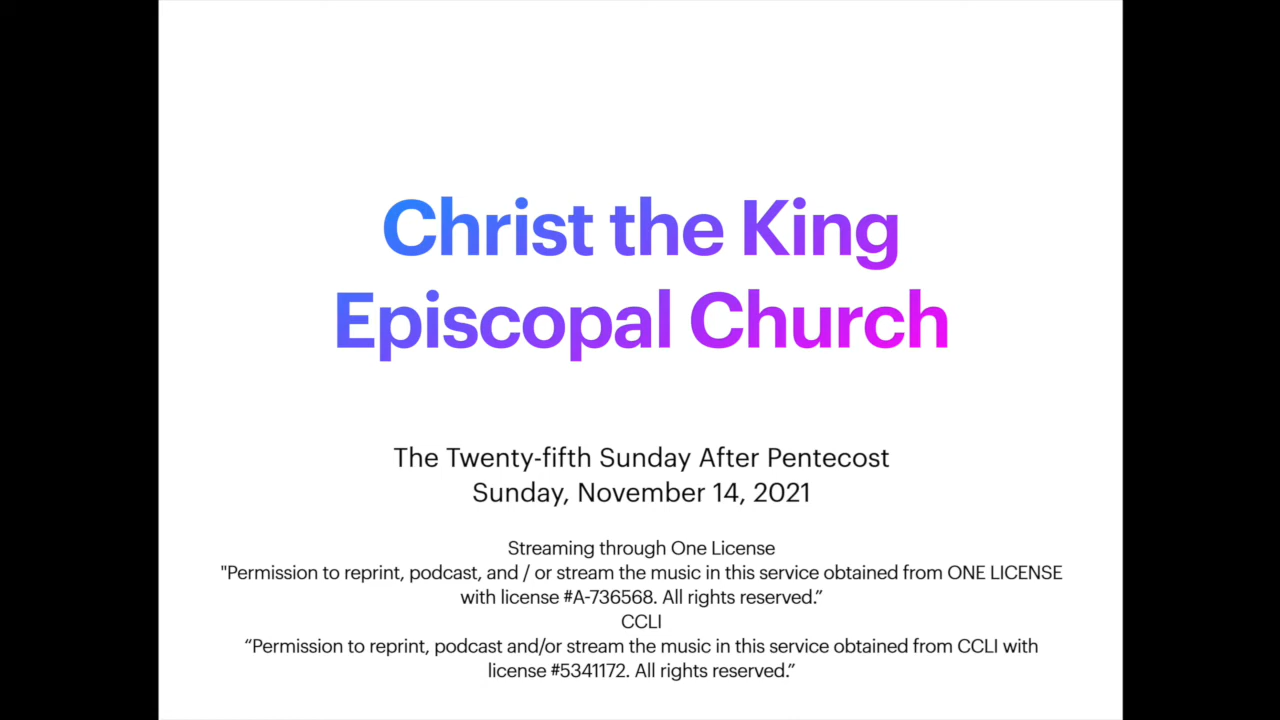 Christ the King
Episcopal Church
The Twenty-fifth Sunday After Pentecost
Sunday, November 14, 2021
Streaming through One License
"Permission to reprint, podcast, and / or stream the music in this service obtained from ONE LICENSE
with license #A-736568. All rights reserved.”
CCLI
“Permission to reprint, podcast and/or stream the music in this service obtained from CCLI with
license #5341172. All rights reserved.”